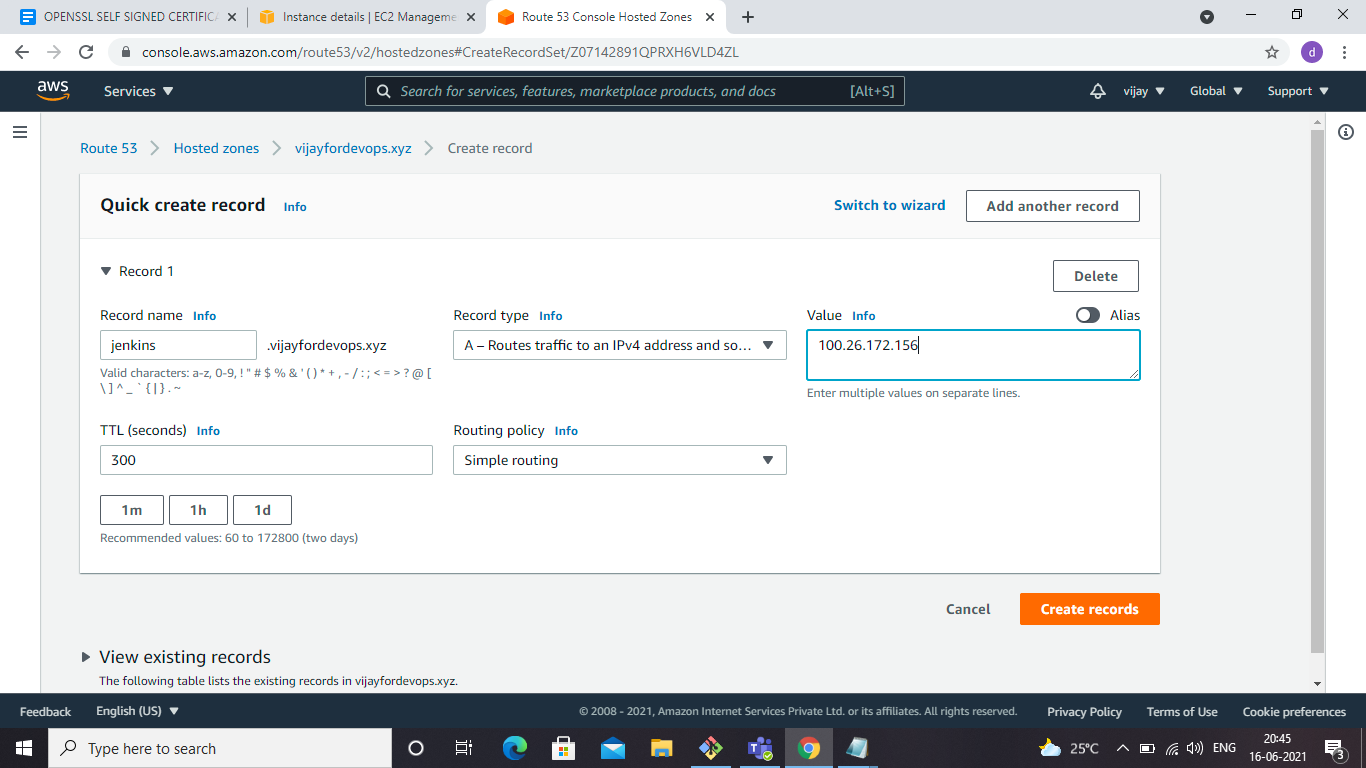 OPENSSL SELF SIGNED CERTIFICA
Instance details | EC2 Manageme
Route 53 Console Hosted Zones
console.aws.amazon.com/route53/v2/hostedzones#CreateRecordSet/Z07142891QPRXH6VLD4ZL
d
aws
Services
Search for services, features, marketplace products, and docs
[Alt+S]
vijay
Global
Support
Route 53
Hosted zones
vijayfordevops.xyz
Create record
Quick create record
Info
Switch to wizard
Add another record
Record 1
Delete
Record name Info
Record type Info
Value Info
Alias
jenkins
.vijayfordevops.xyz
A – Routes traffic to an IPv4 address and so...
100.26.172.156
Valid characters: a-z, 0-9, ! " # $ % & ' ( ) * + , - / : ; < = > ? @ [
\ ] ^ _ ` { | } . ~
Enter multiple values on separate lines.
TTL (seconds) Info
Routing policy Info
300
Simple routing
1m
1h
1d
Recommended values: 60 to 172800 (two days)
Cancel
Create records
View existing records
The following table lists the existing records in vijayfordevops.xyz.
Feedback
English (US)
© 2008 - 2021, Amazon Internet Services Private Ltd. or its affiliates. All rights reserved.
Privacy Policy
Terms of Use
Cookie preferences
Type here to search
25°C
ENG
20:45
16-06-2021
3